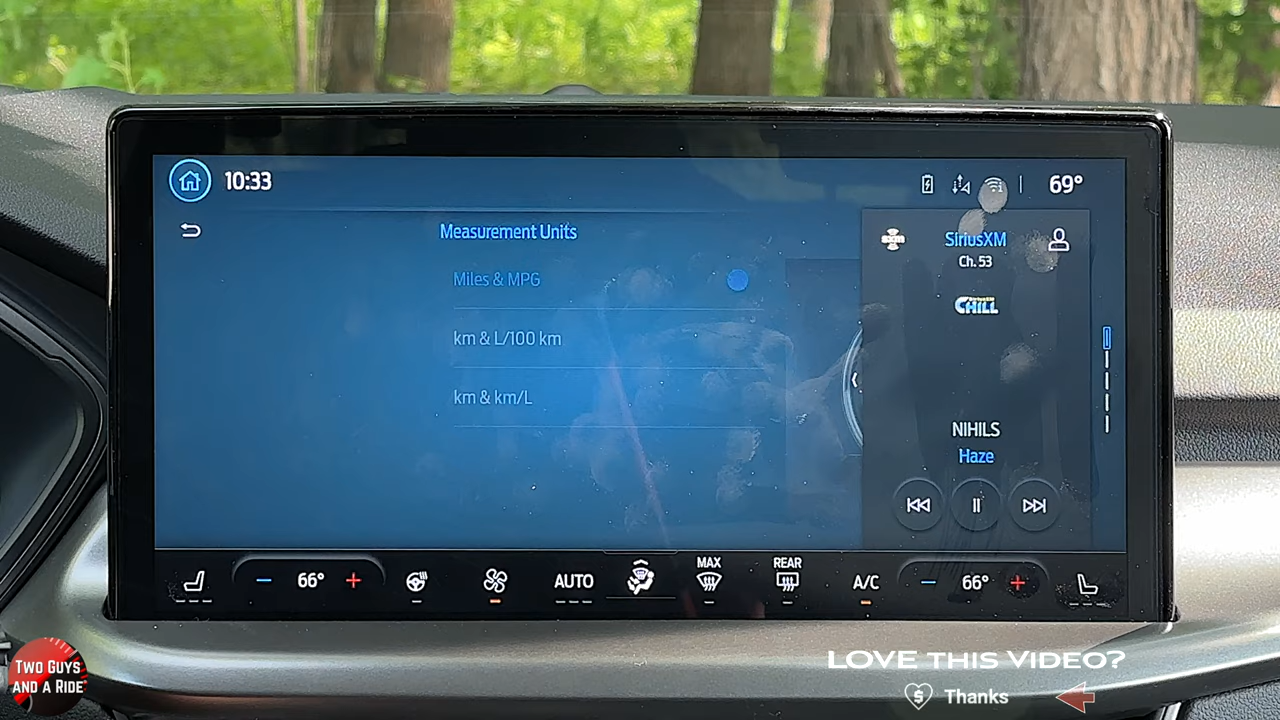 10:33
69°
Measurement Units
Miles & MPG
km & L/100 km
km & km/L
SiriusXM
Ch. 53
CHILL
NIHILS
Haze
66°
AUTO
MAX
REAR
A/C
66°
TWO GUYS
AND A RIDE
LOVE THIS VIDEO?
Thanks